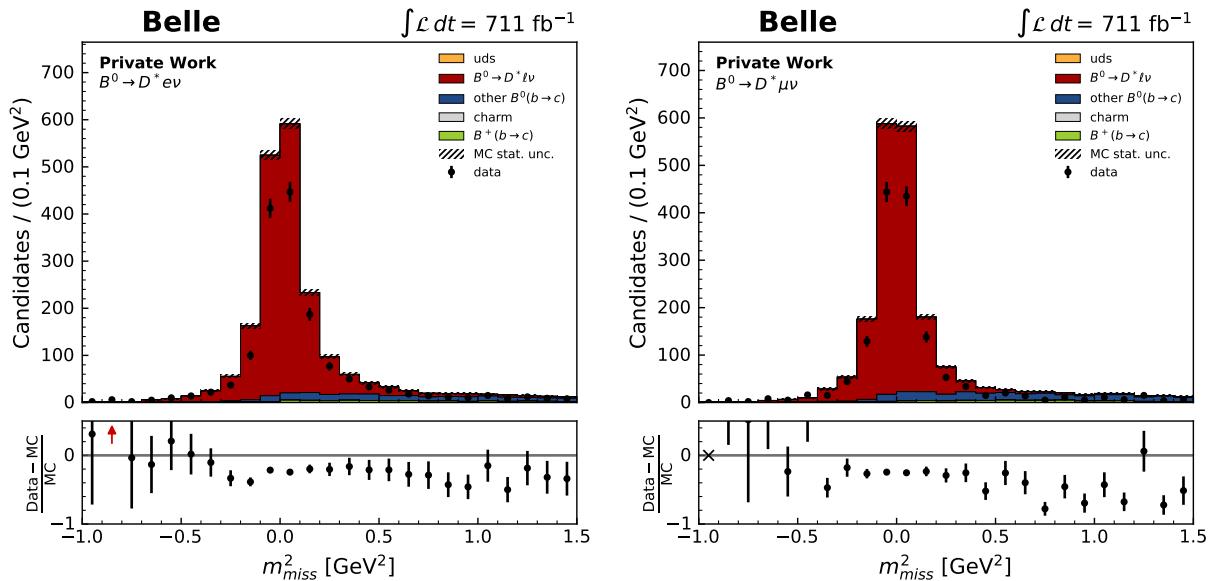 Belle ∫ℒ dt = 711 fb⁻¹
Private Work
B⁰→D*eν
uds
B⁰→D*ℓν
other B⁰(b→c)
charm
B⁺(b→c)
MC stat. unc.
data
Candidates / (0.1 GeV²)
700
600
500
400
300
200
100
0
Data − MC
MC
0
−1
−1.0 −0.5 0.0 0.5 1.0 1.5
m²miss [GeV²]
Belle ∫ℒ dt = 711 fb⁻¹
Private Work
B⁰→D*μν
uds
B⁰→D*ℓν
other B⁰(b→c)
charm
B⁺(b→c)
MC stat. unc.
data
Candidates / (0.1 GeV²)
700
600
500
400
300
200
100
0
Data − MC
MC
0
−1
−1.0 −0.5 0.0 0.5 1.0 1.5
m²miss [GeV²]